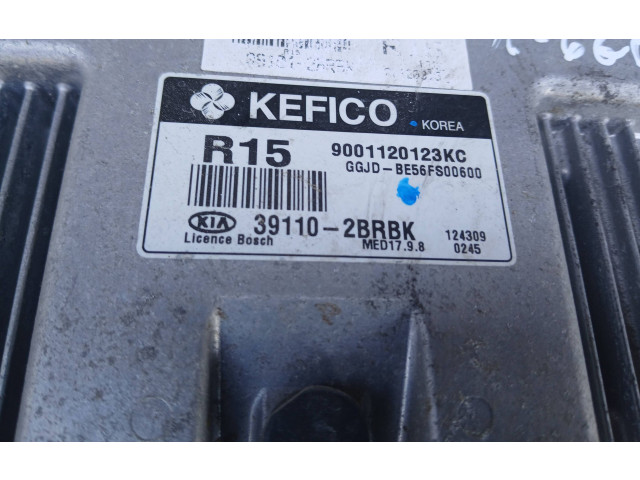 KEFICO • KOREA
R15 9001120123KC
GGJD-BE56FS00600
KIA 39110-2BRBK 124309
Licence Bosch MED17.9.8 0245